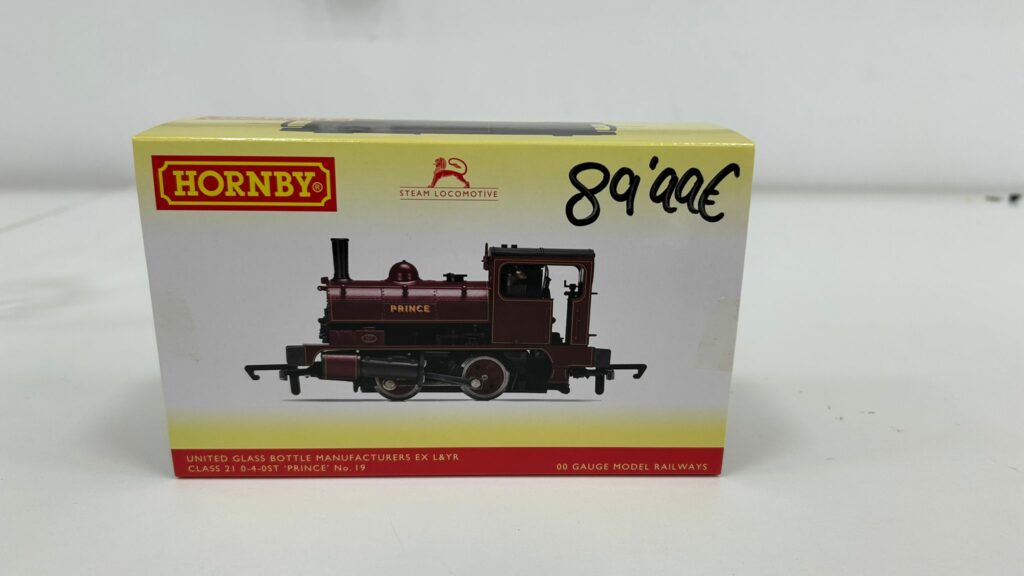 HORNBY®
STEAM LOCOMOTIVE
89'99€
PRINCE
UNITED GLASS BOTTLE MANUFACTURERS EX L&YR
CLASS 21 0-4-0ST 'PRINCE' No. 19
00 GAUGE MODEL RAILWAYS